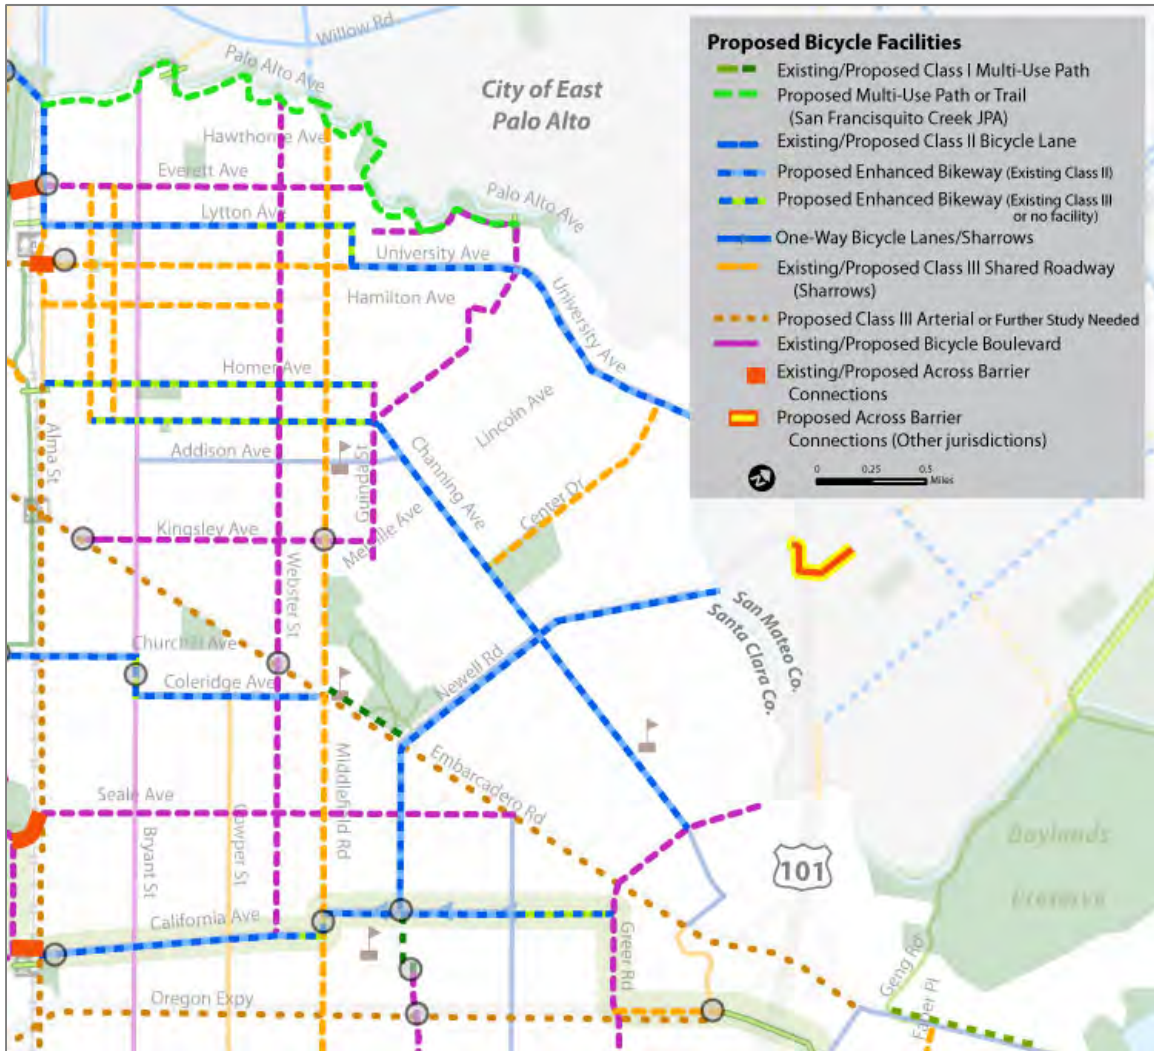 Willow Rd
Palo Alto Ave
City of East
Palo Alto
Hawthorne Ave
Everett Ave
Lytton Ave
Palo Alto Ave
University Ave
Hamilton Ave
University Ave
Homer Ave
Lincoln Ave
Alma St
Addison Ave
Guinda St
Channing Ave
Center Dr
Kingsley Ave
Melville Ave
Webster St
Churchill Ave
Newell Rd
San Mateo Co.
Santa Clara Co.
Coleridge Ave
Embarcadero Rd
Middlefield Rd
Seale Ave
Bryant St
Cowper St
101
Baylands
Preserve
California Ave
Greer Rd
Geng Rd
Faber Pl
Oregon Expy
Proposed Bicycle Facilities
Existing/Proposed Class I Multi-Use Path
Proposed Multi-Use Path or Trail
(San Francisquito Creek JPA)
Existing/Proposed Class II Bicycle Lane
Proposed Enhanced Bikeway (Existing Class II)
Proposed Enhanced Bikeway (Existing Class III
or no facility)
One-Way Bicycle Lanes/Sharrows
Existing/Proposed Class III Shared Roadway
(Sharrows)
Proposed Class III Arterial or Further Study Needed
Existing/Proposed Bicycle Boulevard
Existing/Proposed Across Barrier
Connections
Proposed Across Barrier
Connections (Other jurisdictions)
0 0.25 0.5
Miles